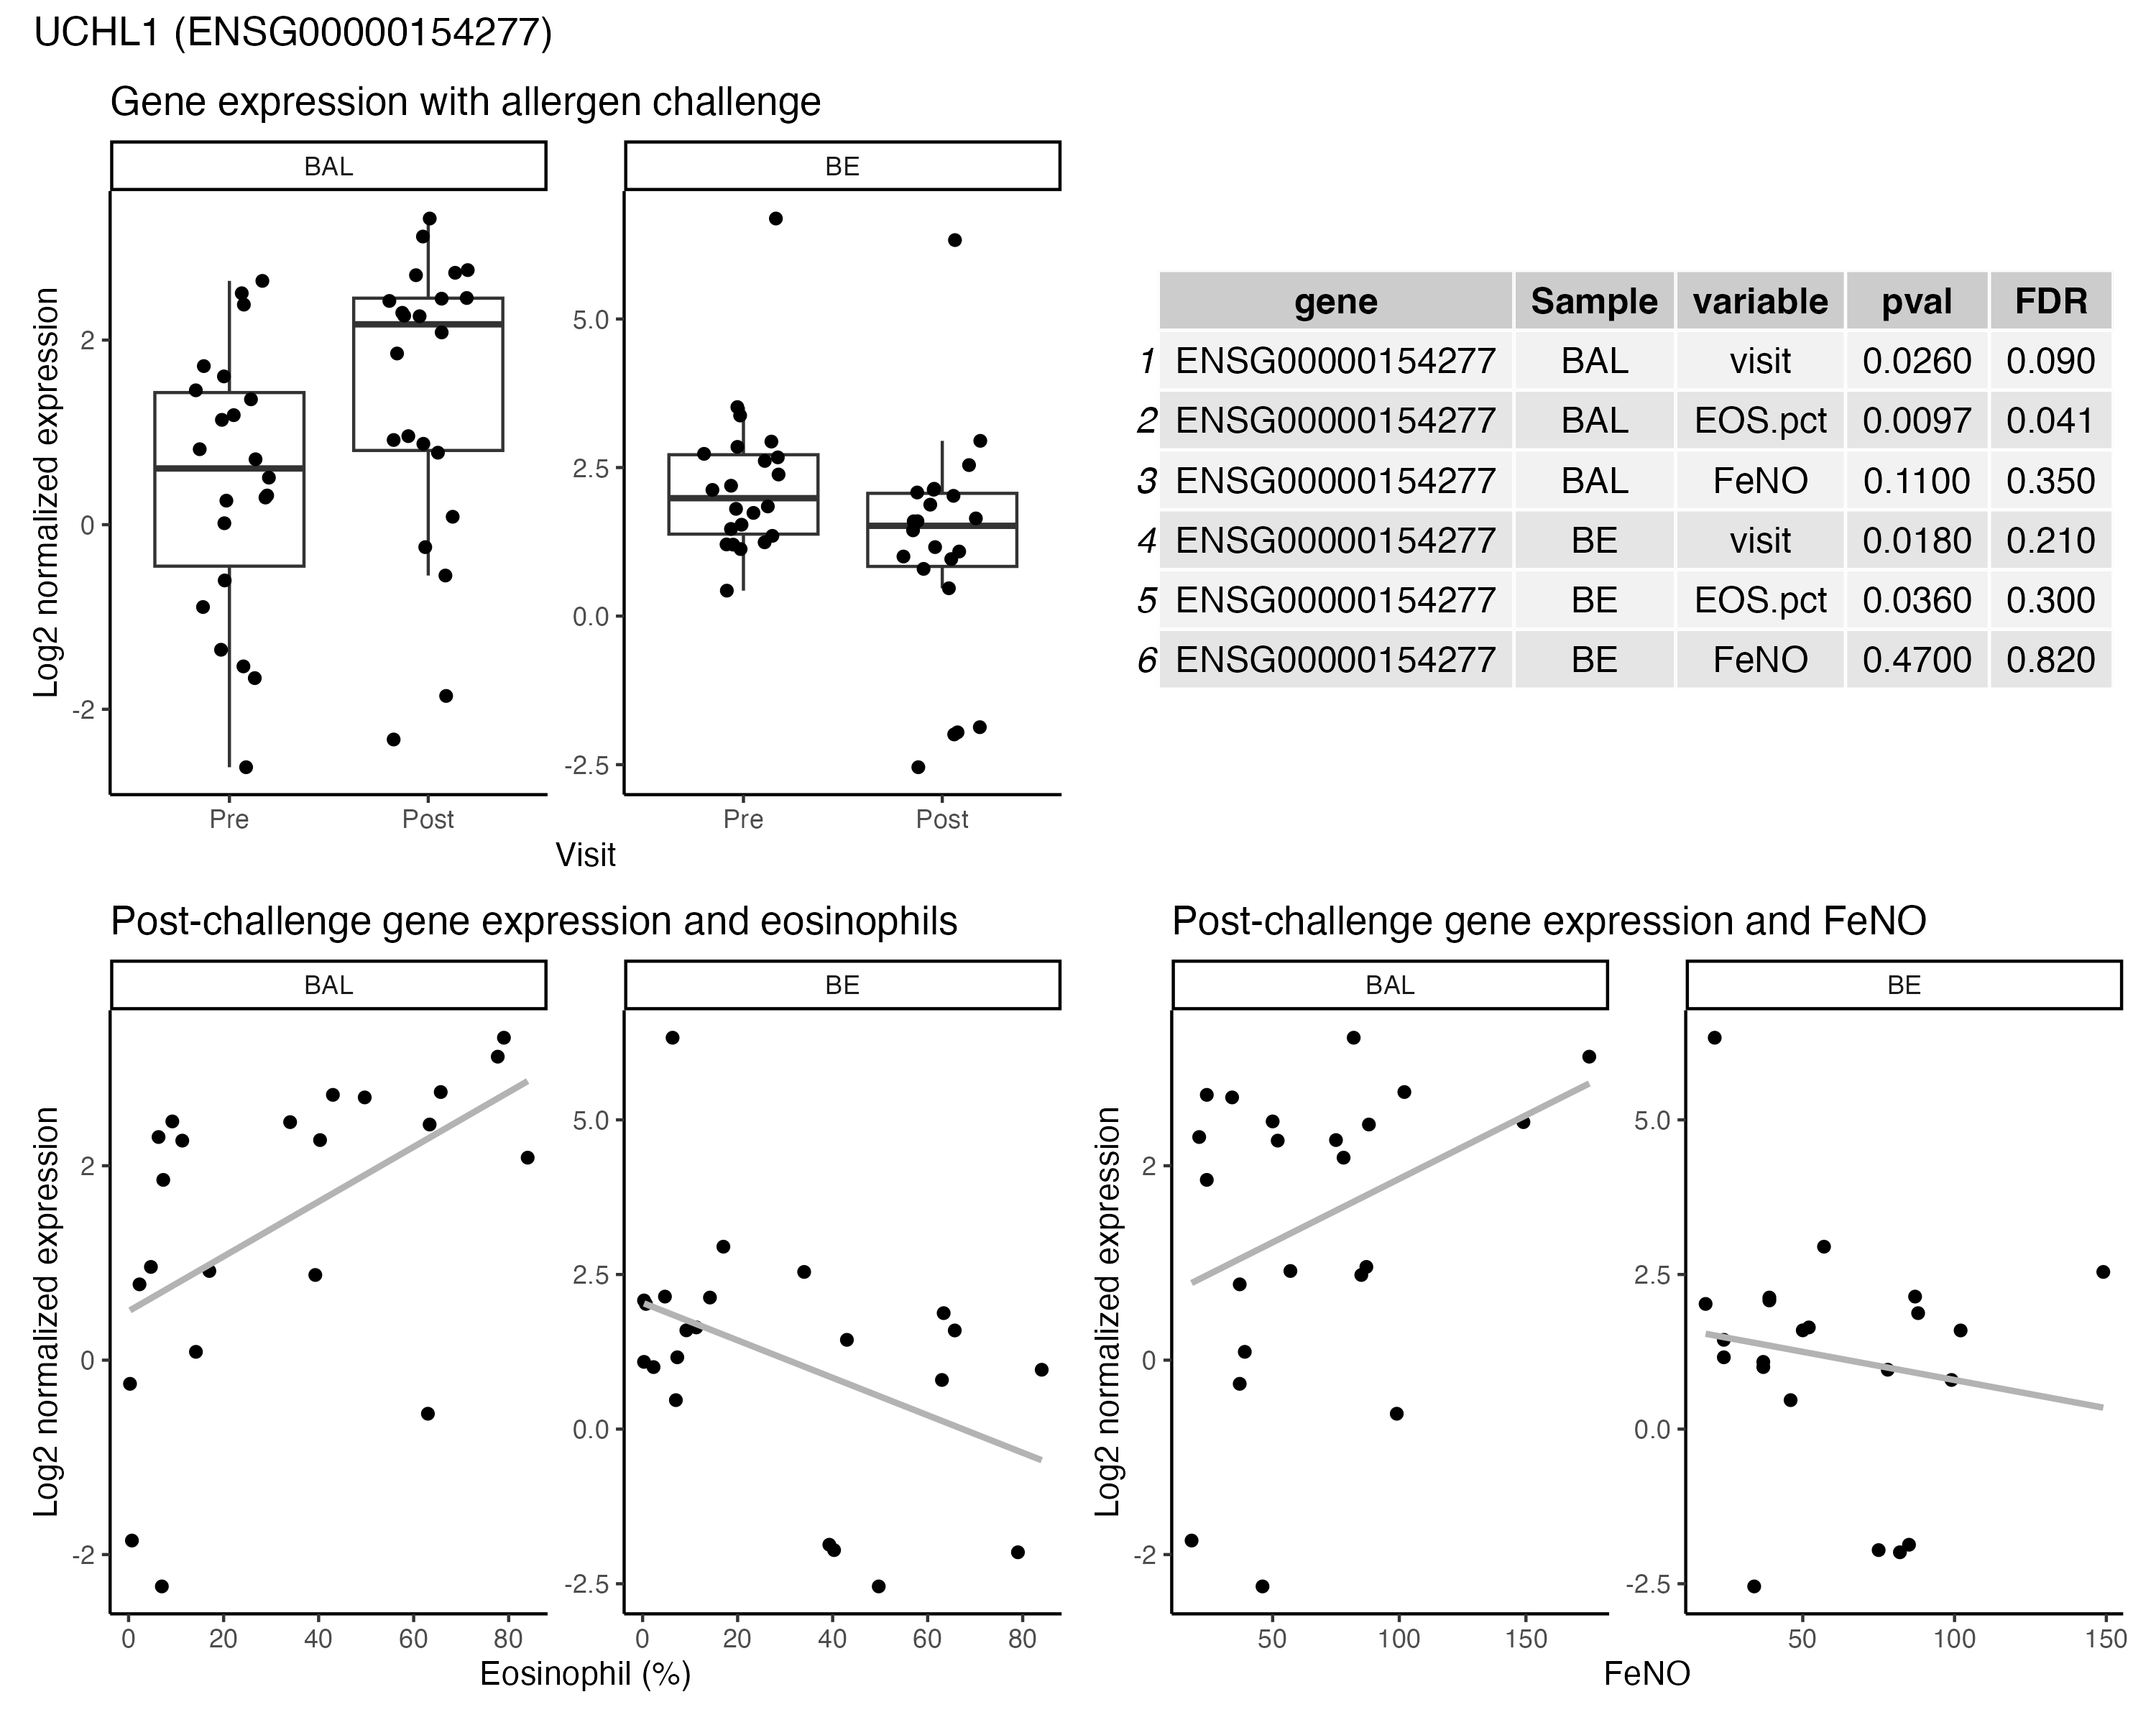 UCHL1 (ENSG00000154277)
Gene expression with allergen challenge
BAL BE
Log2 normalized expression
2
0
-2
5.0
2.5
0.0
-2.5
Pre Post Pre Post
Visit
gene Sample variable pval FDR
1 ENSG00000154277 BAL visit 0.0260 0.090
2 ENSG00000154277 BAL EOS.pct 0.0097 0.041
3 ENSG00000154277 BAL FeNO 0.1100 0.350
4 ENSG00000154277 BE visit 0.0180 0.210
5 ENSG00000154277 BE EOS.pct 0.0360 0.300
6 ENSG00000154277 BE FeNO 0.4700 0.820
Post-challenge gene expression and eosinophils
BAL BE
Log2 normalized expression
2
0
-2
5.0
2.5
0.0
-2.5
0 20 40 60 80 0 20 40 60 80
Eosinophil (%)
Post-challenge gene expression and FeNO
BAL BE
Log2 normalized expression
2
0
-2
5.0
2.5
0.0
-2.5
50 100 150 50 100 150
FeNO